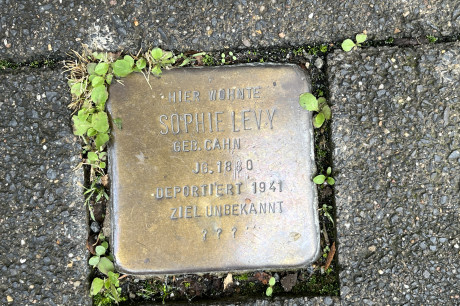 HIER WOHNTE
SOPHIE LEVY
GEB. CAHN
JG. 1880
DEPORTIERT 1941
ZIEL UNBEKANNT
? ? ?